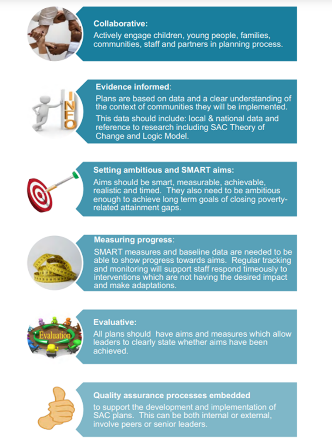 Collaborative:
Actively engage children, young people, families,
communities, staff and partners in planning process.
INFO
Evidence informed:
Plans are based on data and a clear understanding of
the context of communities they will be implemented.
This data should include: local & national data and
reference to research including SAC Theory of
Change and Logic Model.
Setting ambitious and SMART aims:
Aims should be smart, measurable, achievable,
realistic and timed. They also need to be ambitious
enough to achieve long term goals of closing poverty-
related attainment gaps.
Measuring progress:
SMART measures and baseline data are needed to be
able to show progress towards aims. Regular tracking
and monitoring will support staff respond timeously to
interventions which are not having the desired impact
and make adaptations.
Evaluation
Evaluative:
All plans should have aims and measures which allow
leaders to clearly state whether aims have been
achieved.
Quality assurance processes embedded
to support the development and implementation of
SAC plans. This can be both internal or external,
involve peers or senior leaders.